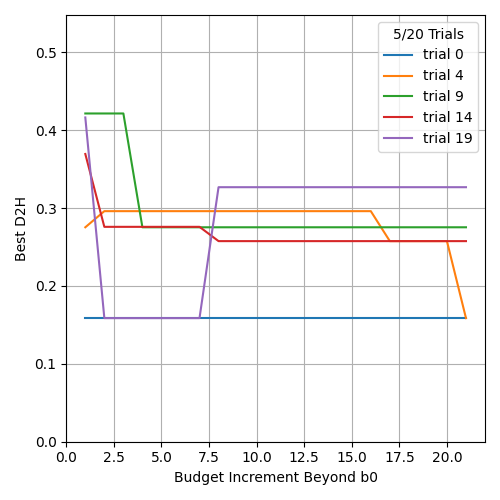 5/20 Trials
trial 0
trial 4
trial 9
trial 14
trial 19
Best D2H
0.5
0.4
0.3
0.2
0.1
0.0
0.0 2.5 5.0 7.5 10.0 12.5 15.0 17.5 20.0
Budget Increment Beyond b0